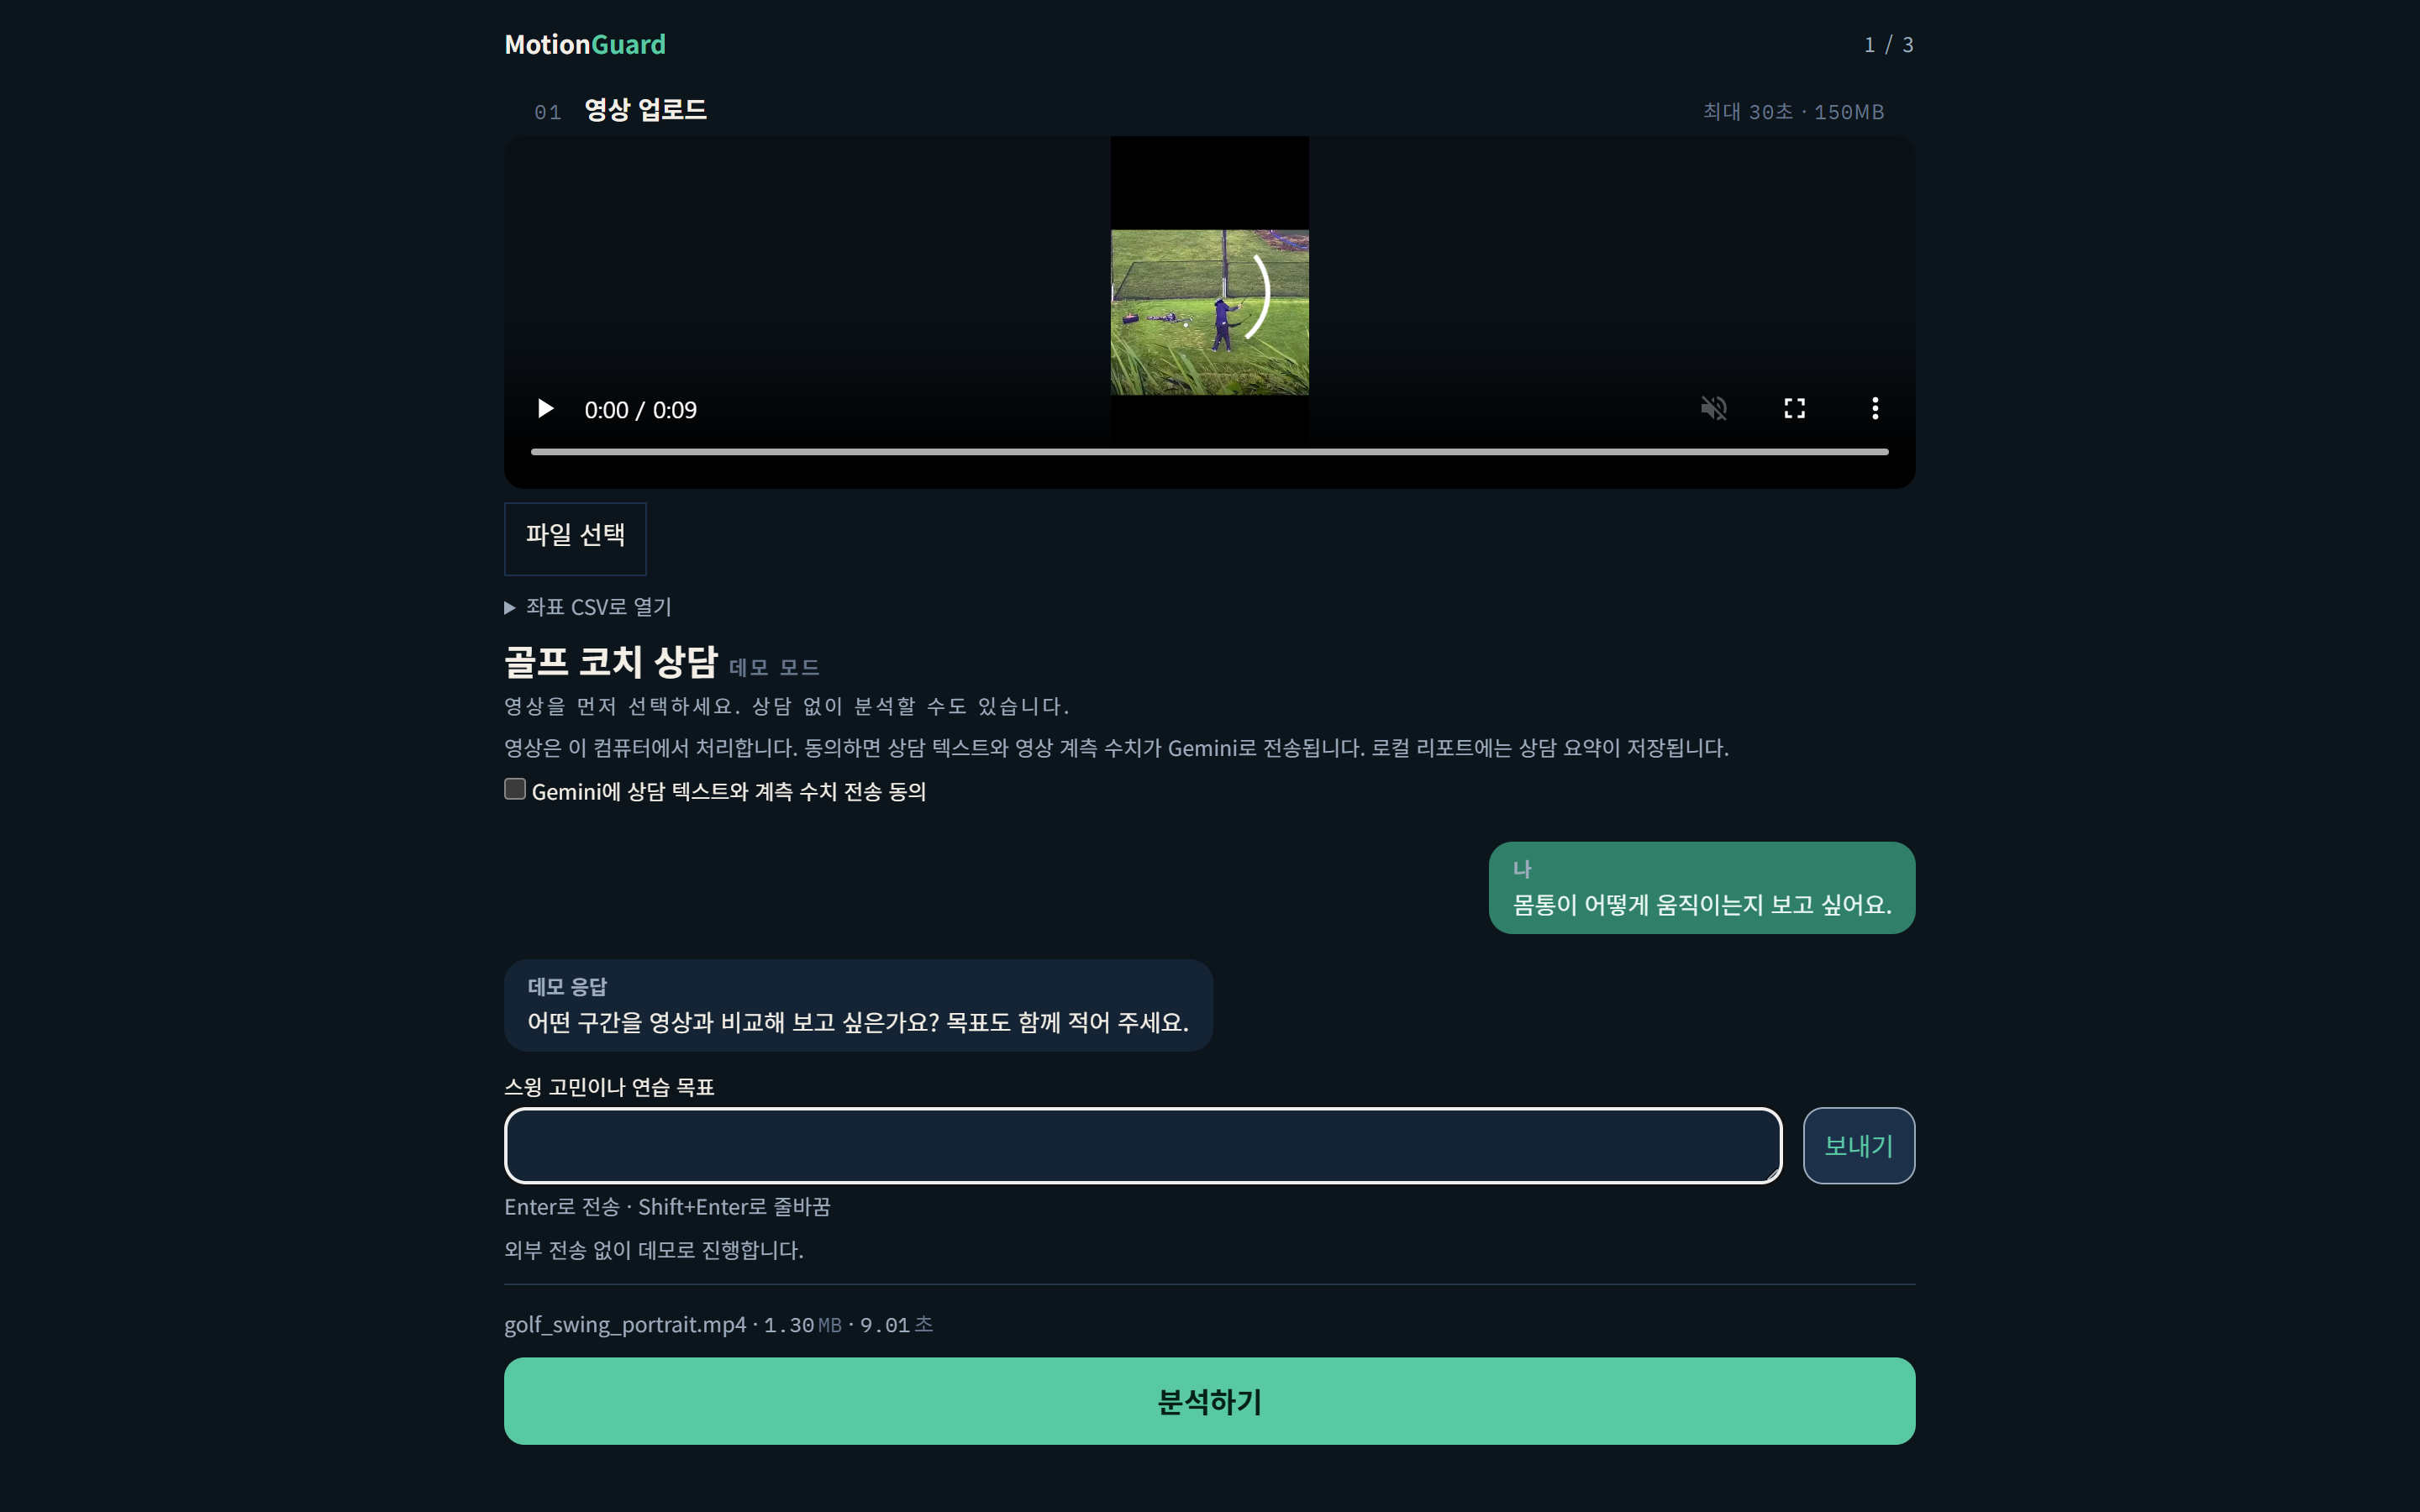 MotionGuard
1 / 3
01 영상 업로드
최대 30초 · 150MB
0:00 / 0:09
파일 선택
▶ 좌표 CSV로 열기
골프 코치 상담 데모 모드
영상을 먼저 선택하세요. 상담 없이 분석할 수도 있습니다.
영상은 이 컴퓨터에서 처리합니다. 동의하면 상담 텍스트와 영상 계측 수치가 Gemini로 전송됩니다. 로컬 리포트에는 상담 요약이 저장됩니다.
Gemini에 상담 텍스트와 계측 수치 전송 동의
나
몸통이 어떻게 움직이는지 보고 싶어요.
데모 응답
어떤 구간을 영상과 비교해 보고 싶은가요? 목표도 함께 적어 주세요.
스윙 고민이나 연습 목표
보내기
Enter로 전송 · Shift+Enter로 줄바꿈
외부 전송 없이 데모로 진행합니다.
golf_swing_portrait.mp4 · 1.30 MB · 9.01 초
분석하기